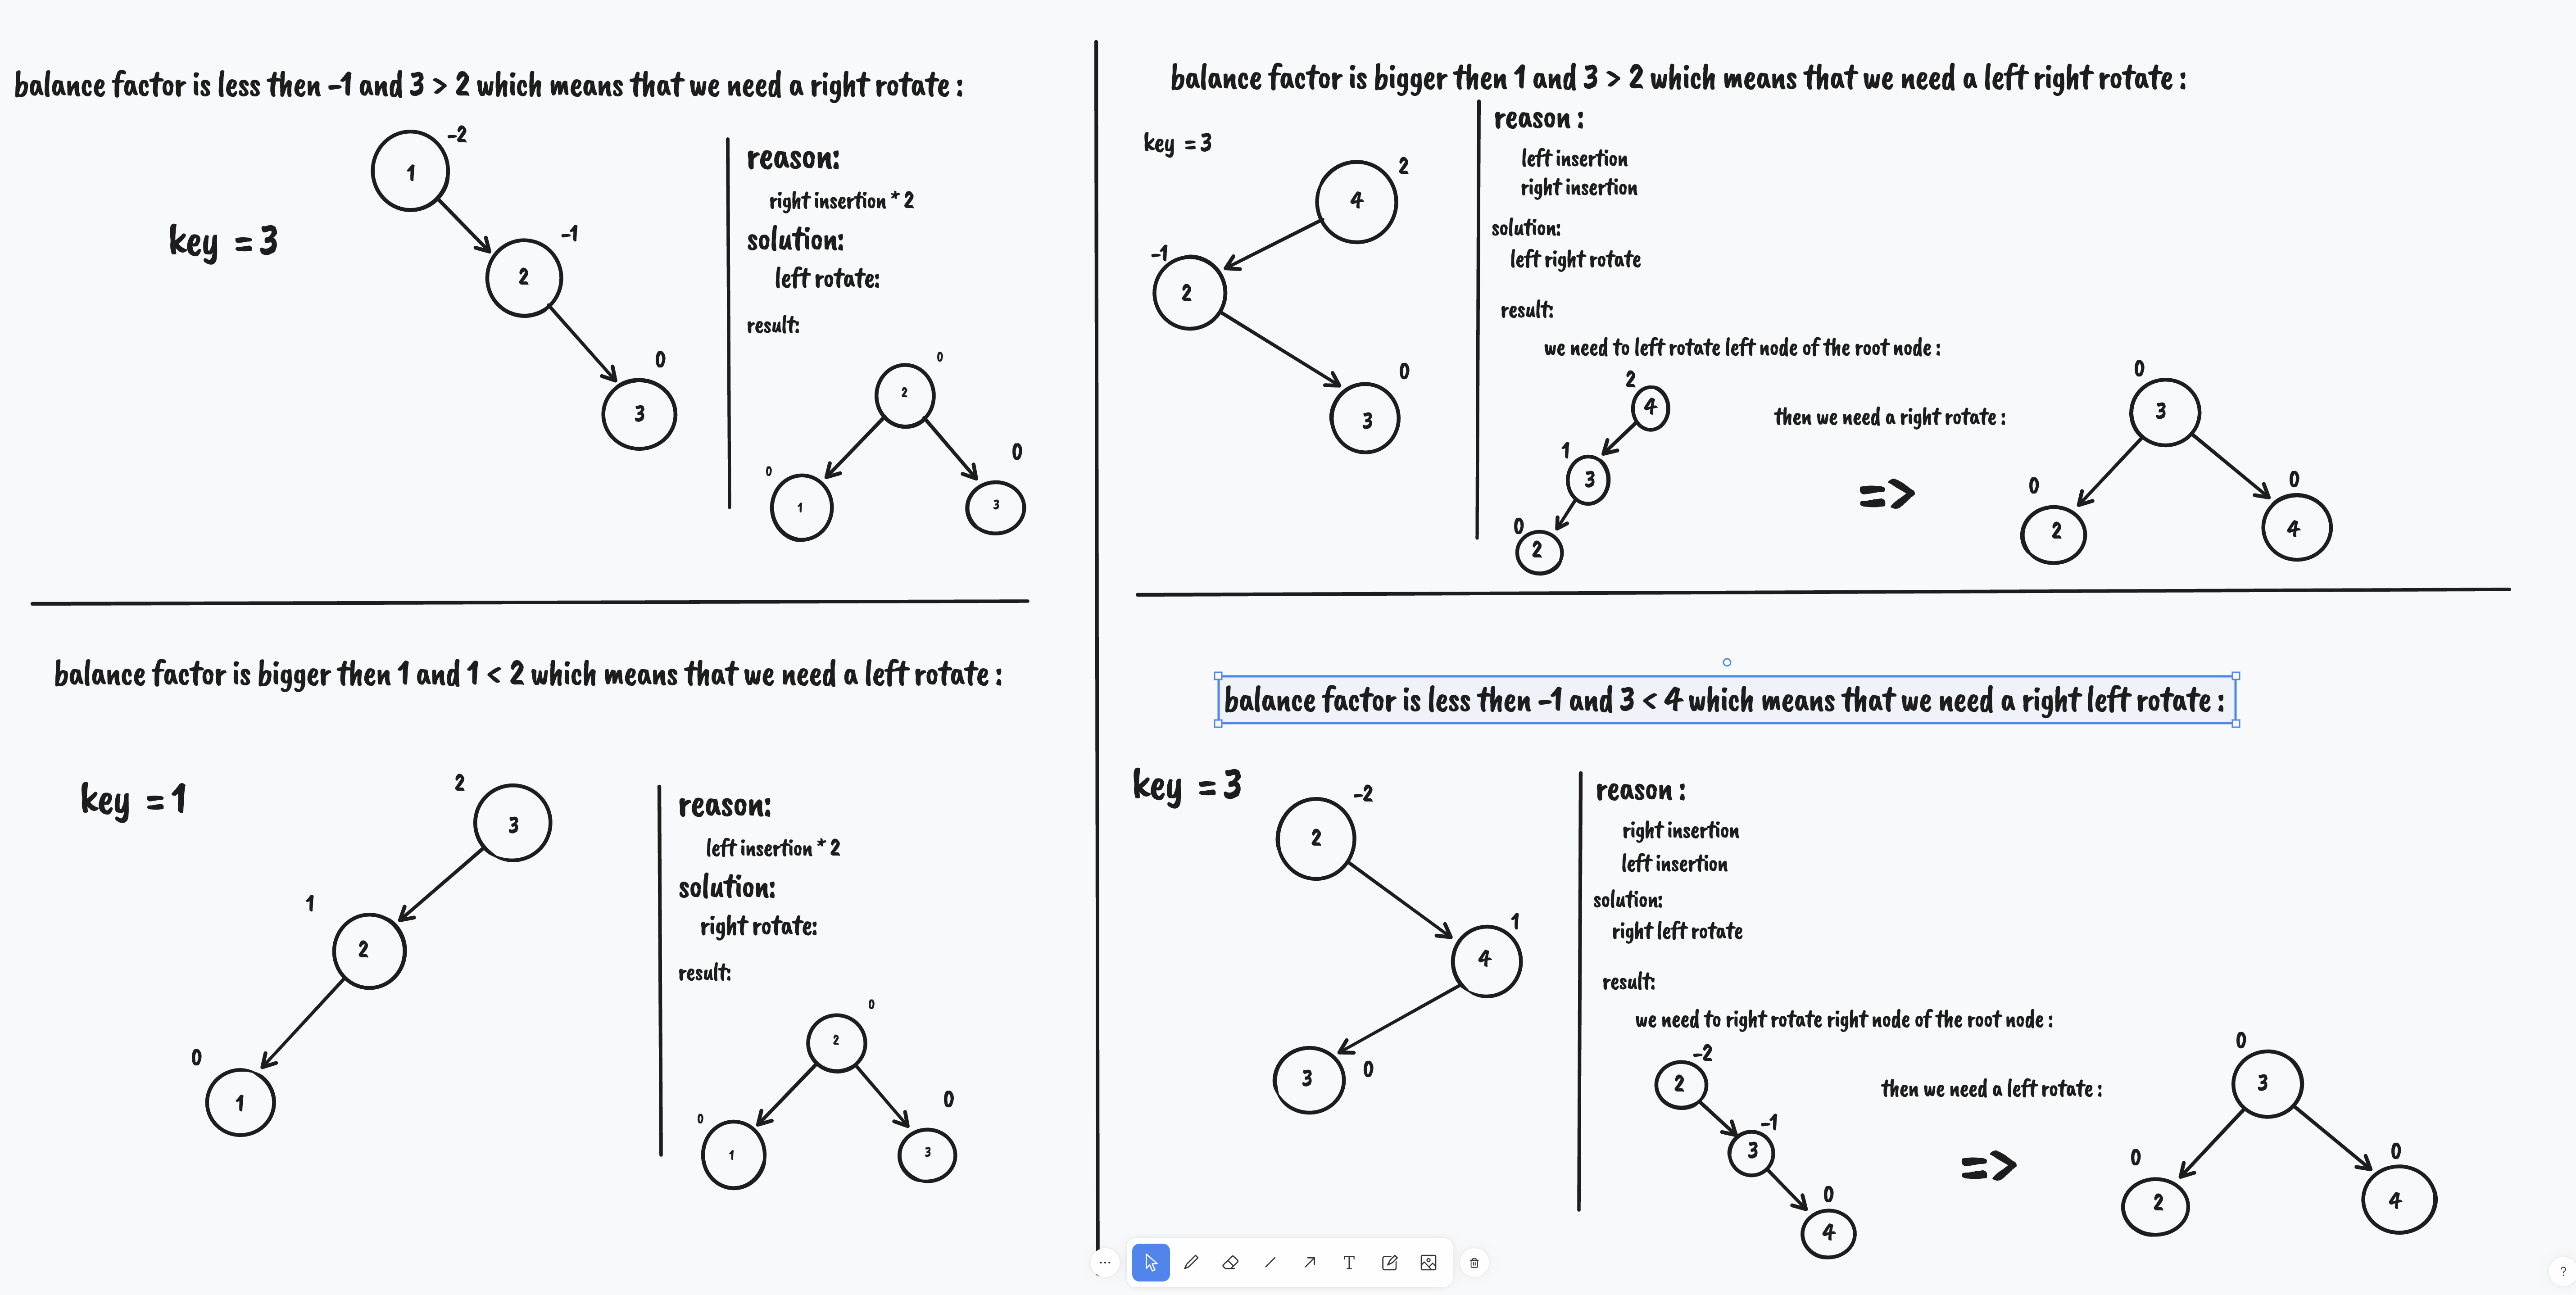 balance factor is less then -1 and 3 > 2 which means that we need a right rotate :
key = 3
-2
1
-1
2
0
3
reason:
right insertion * 2
solution:
left rotate:
result:
0
2
0
0
1
3
balance factor is bigger then 1 and 3 > 2 which means that we need a left right rotate :
key = 3
2
4
-1
2
0
3
reason :
left insertion
right insertion
solution:
left right rotate
result:
we need to left rotate left node of the root node :
2
4
1
3
0
2
then we need a right rotate :
=>
0
3
0
0
2
4
balance factor is bigger then 1 and 1 < 2 which means that we need a left rotate :
key = 1
2
3
1
2
0
1
reason:
left insertion * 2
solution:
right rotate:
result:
0
2
0
0
1
3
balance factor is less then -1 and 3 < 4 which means that we need a right left rotate :
key = 3
-2
2
1
4
3
0
reason :
right insertion
left insertion
solution:
right left rotate
result:
we need to right rotate right node of the root node :
-2
2
-1
3
0
4
then we need a left rotate :
=>
0
3
0
0
2
4
T
?